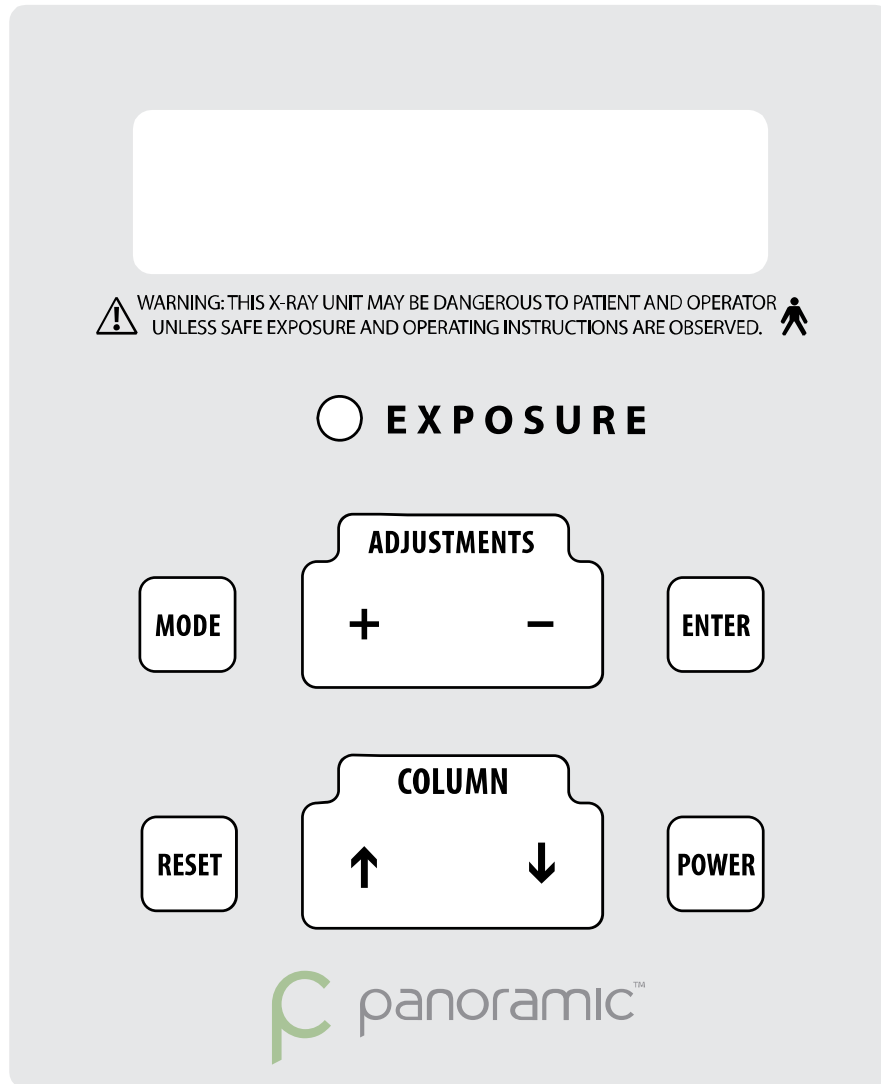 WARNING: THIS X-RAY UNIT MAY BE DANGEROUS TO PATIENT AND OPERATOR
UNLESS SAFE EXPOSURE AND OPERATING INSTRUCTIONS ARE OBSERVED.
EXPOSURE
ADJUSTMENTS
MODE
+ −
ENTER
COLUMN
RESET
↑ ↓
POWER
panoramic™